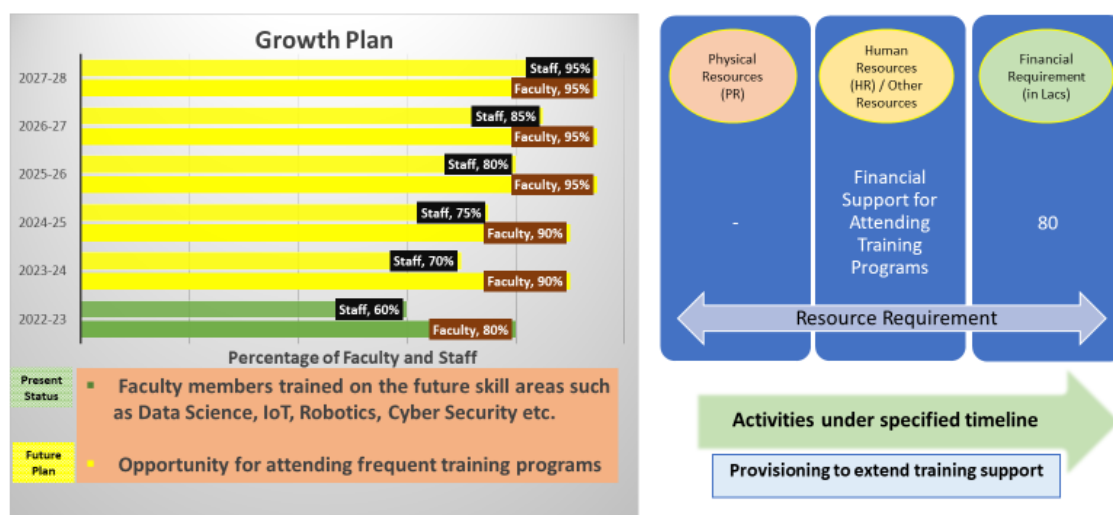 Growth Plan
2027-28
Staff, 95%
Faculty, 95%
2026-27
Staff, 85%
Faculty, 95%
2025-26
Staff, 80%
Faculty, 95%
2024-25
Staff, 75%
Faculty, 90%
2023-24
Staff, 70%
Faculty, 90%
2022-23
Staff, 60%
Faculty, 80%
Percentage of Faculty and Staff
Present
Status
▪ Faculty members trained on the future skill areas such
as Data Science, IoT, Robotics, Cyber Security etc.
Future
Plan
▪ Opportunity for attending frequent training programs
Physical
Resources
(PR)
-
Human
Resources
(HR) / Other
Resources
Financial
Support for
Attending
Training
Programs
Financial
Requirement
(in Lacs)
80
Resource Requirement
Activities under specified timeline
Provisioning to extend training support